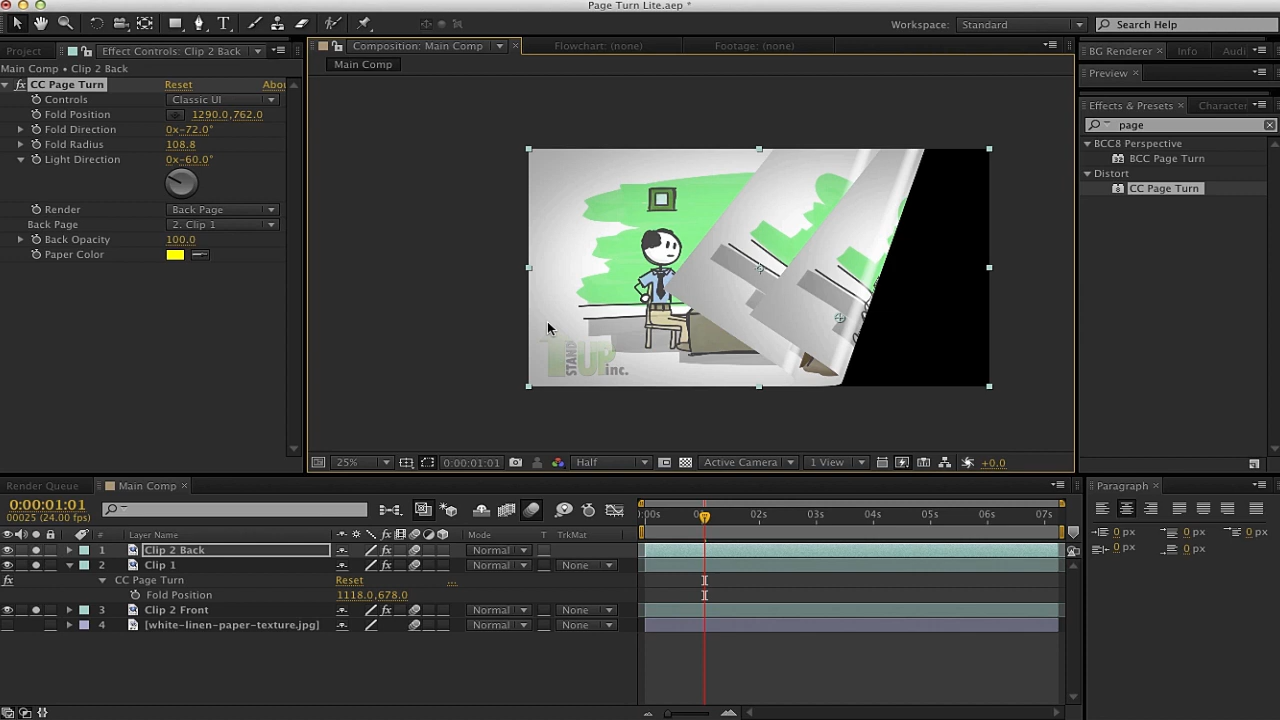 Page Turn Lite.aep *
Workspace: Standard
Search Help
Project
Effect Controls: Clip 2 Back
Composition: Main Comp
Flowchart: (none)
Footage: (none)
BG Renderer
Info
Audi
Main Comp • Clip 2 Back
Main Comp
Preview
CC Page Turn Reset Abou
Controls Classic UI
Fold Position 1290.0,762.0
Fold Direction 0x-72.0°
Fold Radius 108.8
Light Direction 0x-60.0°
Render Back Page
Back Page 2. Clip 1
Back Opacity 100.0
Paper Color
Effects & Presets
Character
page
BCC8 Perspective
BCC Page Turn
Distort
CC Page Turn
STAND
UP inc.
25% 0:00:01:01 Half Active Camera 1 View +0.0
Render Queue
Main Comp
Paragraph
0:00:01:01
00025 (24.00 fps)
:00s 02s 03s 04s 05s 06s 07s
# Layer Name Mode T TrkMat
1 Clip 2 Back Normal
2 Clip 1 Normal None
CC Page Turn Reset ...
Fold Position 1118.0,678.0
3 Clip 2 Front Normal None
4 [white-linen-paper-texture.jpg] Normal None
0 px 0 px 0 px
0 px 0 px